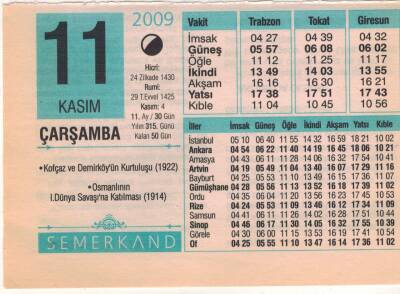 11
2009
KASIM
ÇARŞAMBA
Hicri:
24 Zilkade 1430
Rumi:
29 T.Evvel 1425
Kasım: 4
11. Ay / 30 Gün
Yılın 315. Günü
Kalan 50 Gün
•Kofçaz ve Demirköy'ün Kurtuluşu (1922)
•Osmanlının
I.Dünya Savaşı'na Katılması (1914)
SEMERKAND
Vakit Trabzon Tokat Giresun
İmsak 04 27 04 39 04 32
Güneş 05 57 06 08 06 02
Öğle 11 12 11 25 11 17
İkindi 13 49 14 03 13 55
Akşam 16 16 16 31 16 21
Yatsı 17 38 17 51 17 43
Kıble 11 04 10 45 10 56
İller İmsak Güneş Öğle İkindi Akşam Yatsı Kıble
İstanbul 05 10 06 40 11 55 14 32 16 59 18 21 10 02
Ankara 04 54 06 22 11 40 14 19 16 45 18 06 10 21
Amasya 04 43 06 11 11 28 14 06 16 32 17 54 10 41
Artvin 04 19 05 49 11 04 13 40 16 07 17 29 11 16
Bayburt 04 25 05 53 11 10 13 49 16 15 17 36 11 05
Gümüşhane 04 28 05 56 11 13 13 52 16 18 17 39 11 02
Ordu 04 35 06 04 11 20 13 58 16 24 17 46
Rize 04 24 05 53 11 09 13 46 16 12 17 34 11 09
Samsun 04 41 06 11 11 26 14 02 16 28 17 51 10 44
Sinop 04 46 06 17 11 30 14 05 16 31 17 54 10 39
Görele 04 30 06 00 11 15 13 53 16 19 17 41
Of 04 25 05 55 11 10 13 47 16 14 17 36 11 02